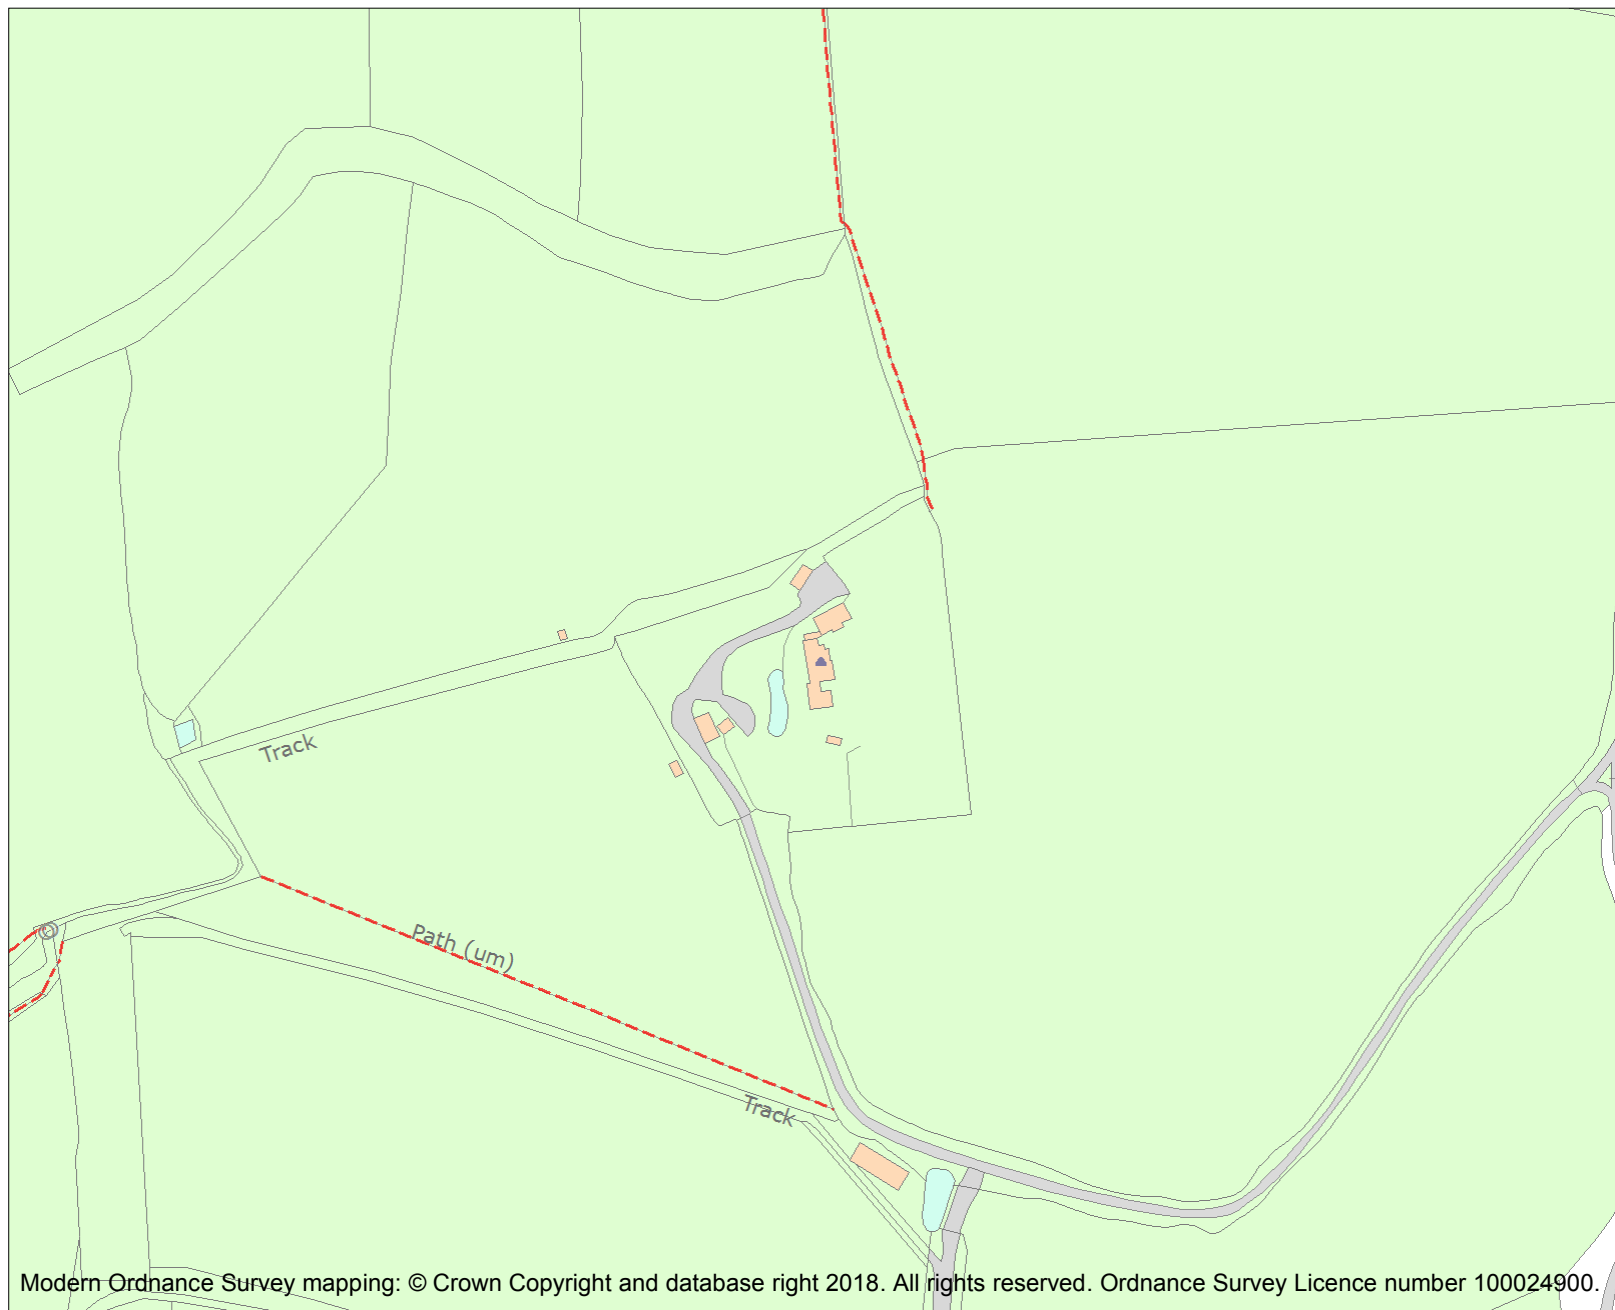 Track
Path (um)
Track
Modern Ordnance Survey mapping: © Crown Copyright and database right 2018. All rights reserved. Ordnance Survey Licence number 100024900.